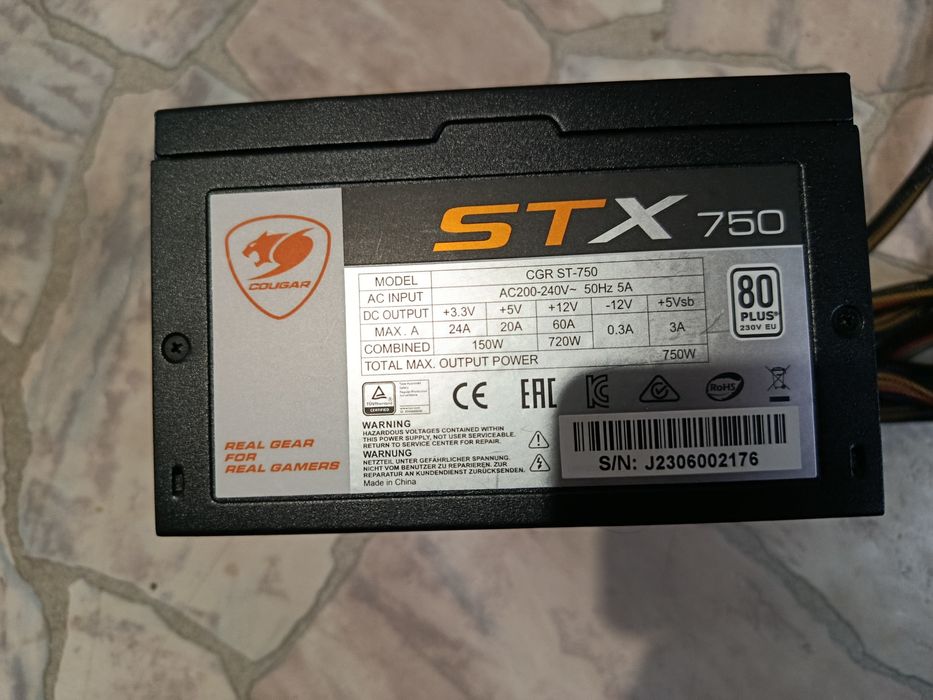 STX 750
COUGAR
MODEL CGR ST-750
AC INPUT AC200-240V~ 50Hz 5A
DC OUTPUT +3.3V +5V +12V -12V +5Vsb
MAX. A 24A 20A 60A 0.3A 3A
COMBINED 150W 720W
TOTAL MAX. OUTPUT POWER 750W
80
PLUS
230V EU
TÜVRheinland
CERTIFIED
CE EAC RoHS
WARNING
HAZARDOUS VOLTAGES CONTAINED WITHIN
THIS POWER SUPPLY, NOT USER SERVICEABLE.
RETURN TO SERVICE CENTER FOR REPAIR.
WARNUNG
NETZTEIL UNTER GEFÄHRLICHER SPANNUNG.
NICHT VOM BENUTZER ZU REPARIEREN. ZUR
REPARATUR AN KUNDENDIENST ZURÜCKSENDEN.
Made in China
S/N: J2306002176
REAL GEAR
FOR
REAL GAMERS